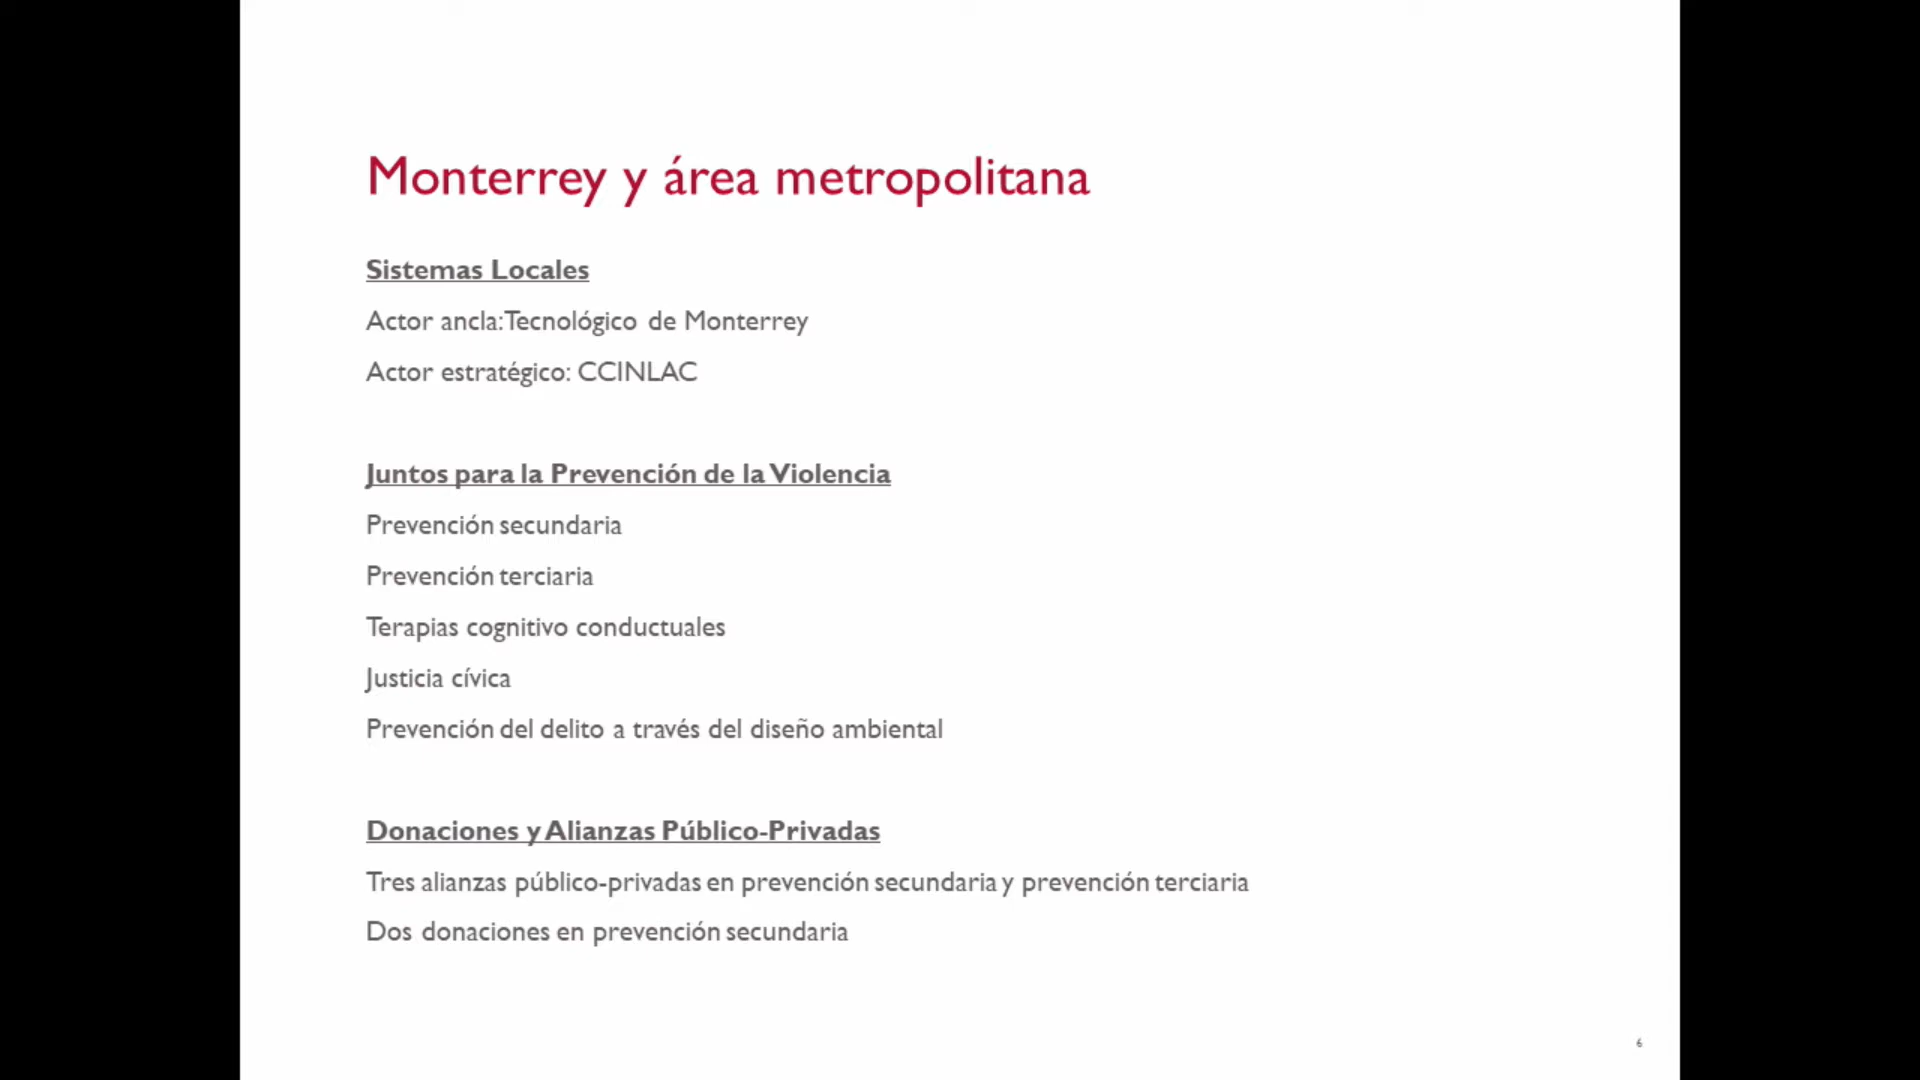 Monterrey y área metropolitana
Sistemas Locales
Actor ancla:Tecnológico de Monterrey
Actor estratégico: CCINLAC
Juntos para la Prevención de la Violencia
Prevención secundaria
Prevención terciaria
Terapias cognitivo conductuales
Justicia cívica
Prevención del delito a través del diseño ambiental
Donaciones y Alianzas Público-Privadas
Tres alianzas público-privadas en prevención secundaria y prevención terciaria
Dos donaciones en prevención secundaria
6